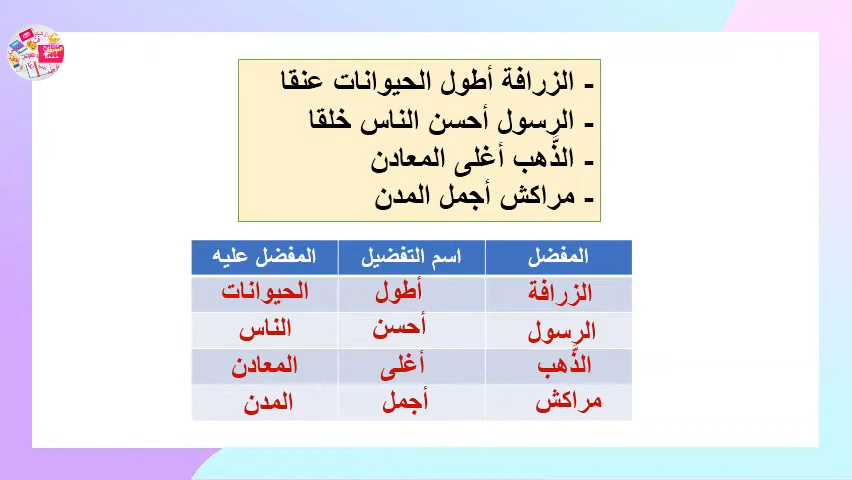 - الزرافة أطول الحيوانات عنقا
- الرسول أحسن الناس خلقا
- الذَّهب أغلى المعادن
- مراكش أجمل المدن
المفضل اسم التفضيل المفضل عليه
الزرافة أطول الحيوانات
الرسول أحسن الناس
الذَّهب أغلى المعادن
مراكش أجمل المدن